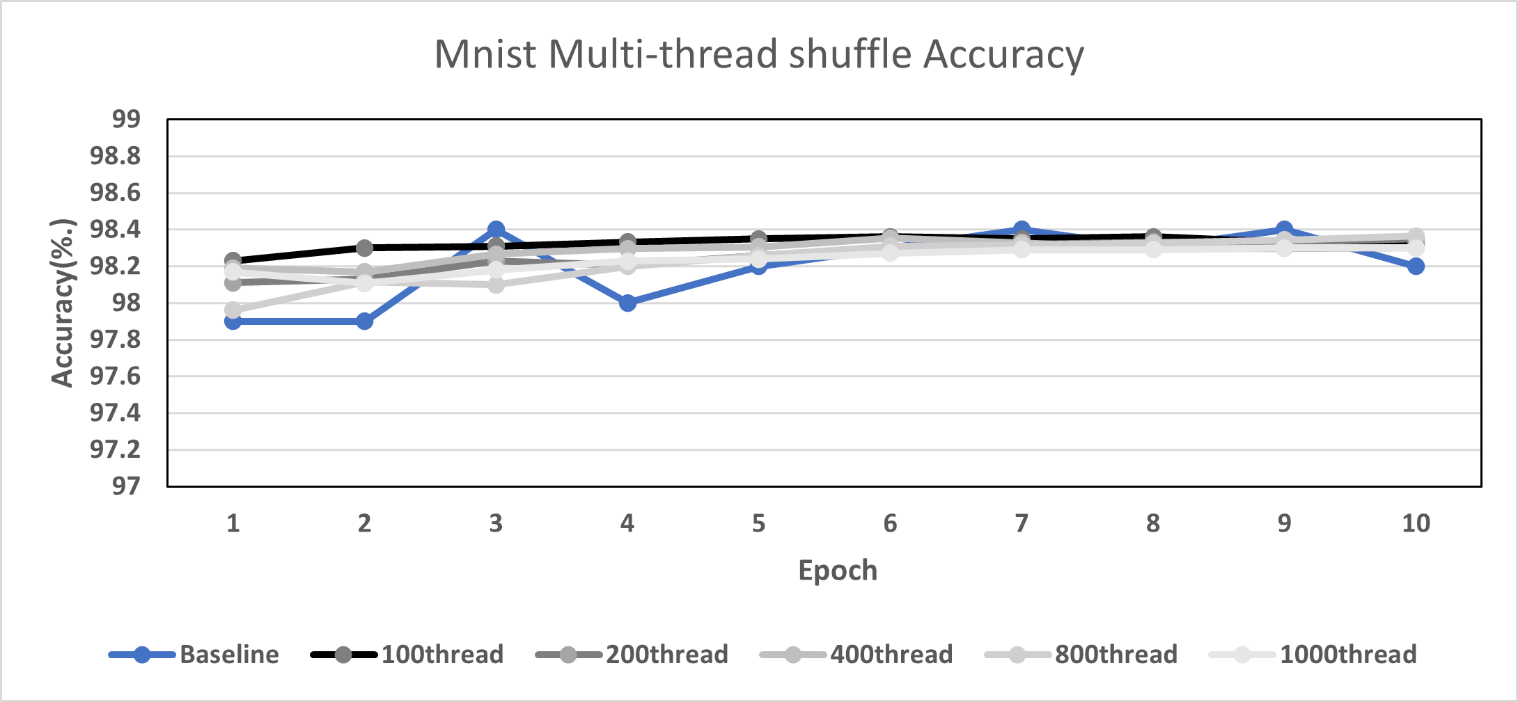 Mnist Multi-thread shuffle Accuracy
99
98.8
98.6
98.4
98.2
98
97.8
97.6
97.4
97.2
97
Accuracy(%.)
1 2 3 4 5 6 7 8 9 10
Epoch
Baseline 100thread 200thread 400thread 800thread 1000thread